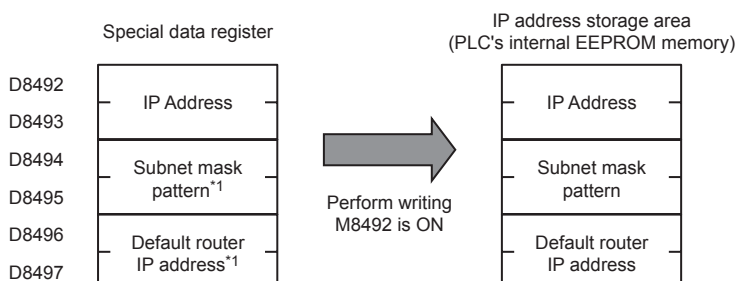 Special data register
IP address storage area
(PLC's internal EEPROM memory)
D8492
IP Address
D8493
D8494
Subnet mask
pattern*1
D8495
D8496
Default router
IP address*1
D8497
Perform writing
M8492 is ON
IP Address
Subnet mask
pattern
Default router
IP address